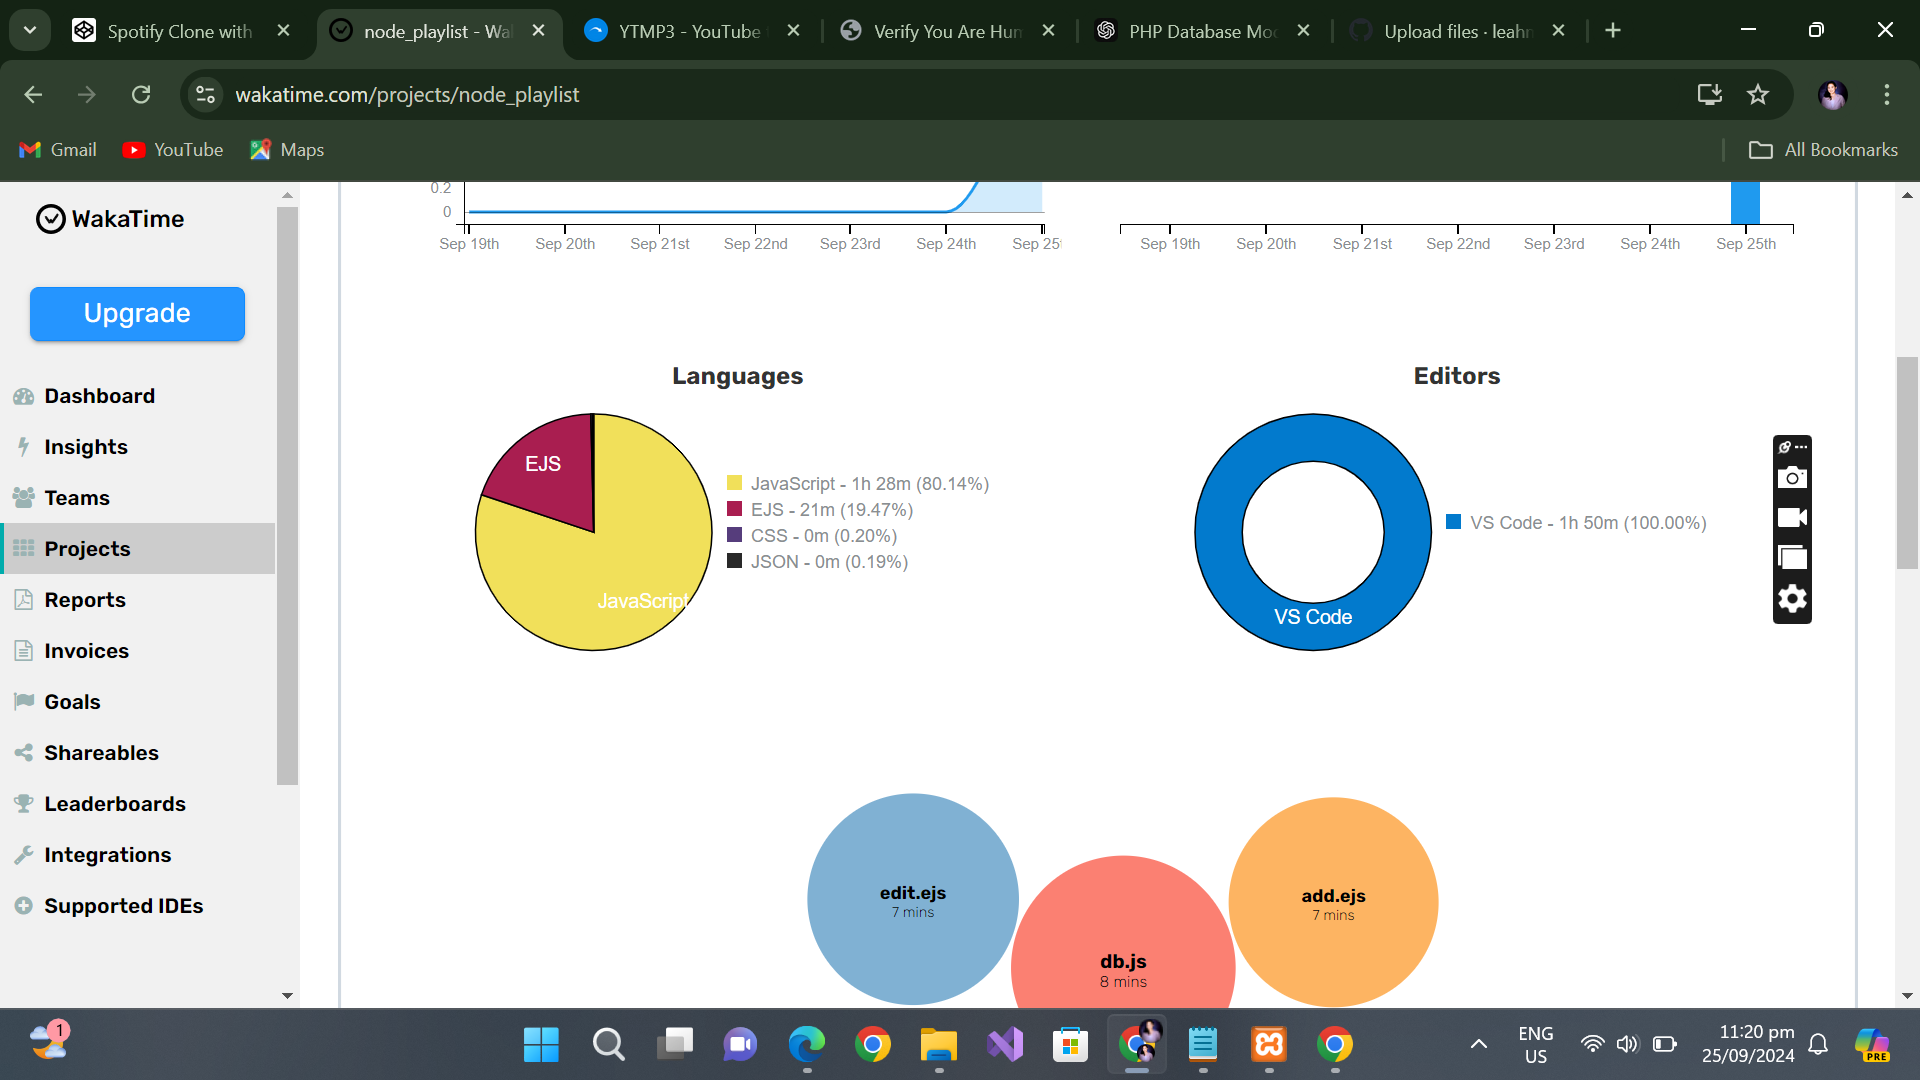 Spotify Clone with
node_playlist - Wa
YTMP3 - YouTube
Verify You Are Hun
PHP Database Mo
Upload files · leahn
wakatime.com/projects/node_playlist
Gmail
YouTube
Maps
All Bookmarks
WakaTime
Upgrade
Dashboard
Insights
Teams
Projects
Reports
Invoices
Goals
Shareables
Leaderboards
Integrations
Supported IDEs
0.2
0
Sep 19th Sep 20th Sep 21st Sep 22nd Sep 23rd Sep 24th Sep 25
Sep 19th Sep 20th Sep 21st Sep 22nd Sep 23rd Sep 24th Sep 25th
Languages
EJS
JavaScript
JavaScript - 1h 28m (80.14%)
EJS - 21m (19.47%)
CSS - 0m (0.20%)
JSON - 0m (0.19%)
Editors
VS Code
VS Code - 1h 50m (100.00%)
edit.ejs
7 mins
db.js
8 mins
add.ejs
7 mins
1
ENG
US
11:20 pm
25/09/2024
PRE